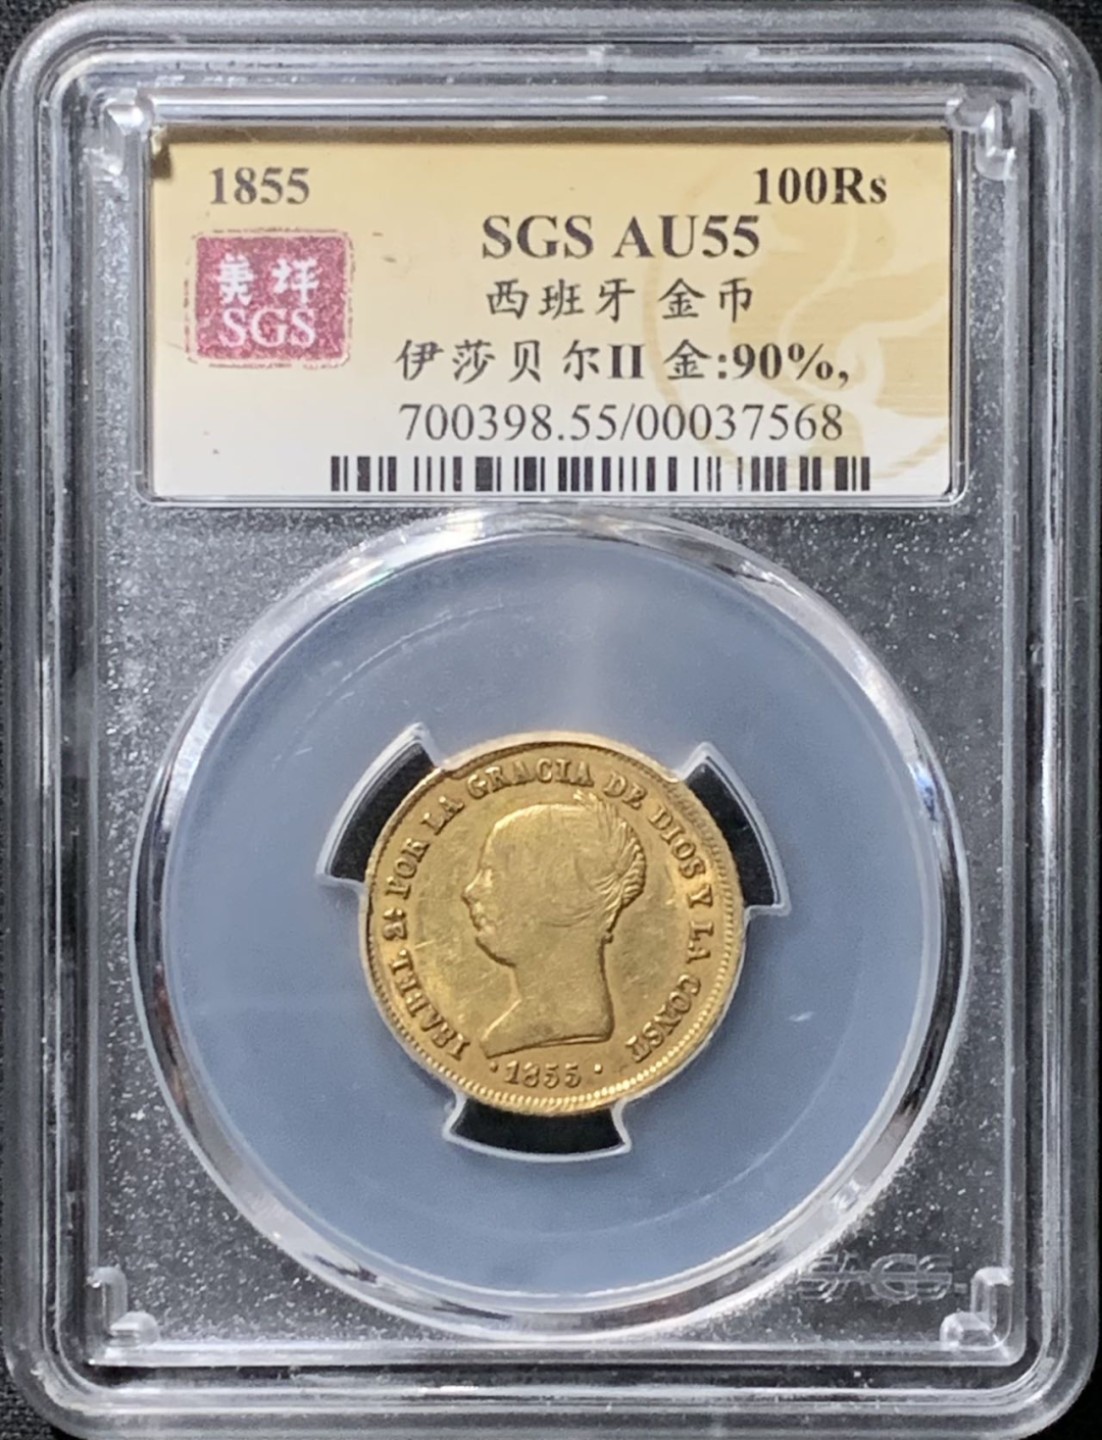 1855 100Rs
SGS AU55
美祥
SGS
西班牙 金币
伊莎贝尔II 金:90%,
700398.55/00037568
ISABEL 2ª POR LA GRACIA DE DIOS Y LA CONST
·1855·
SACGS.